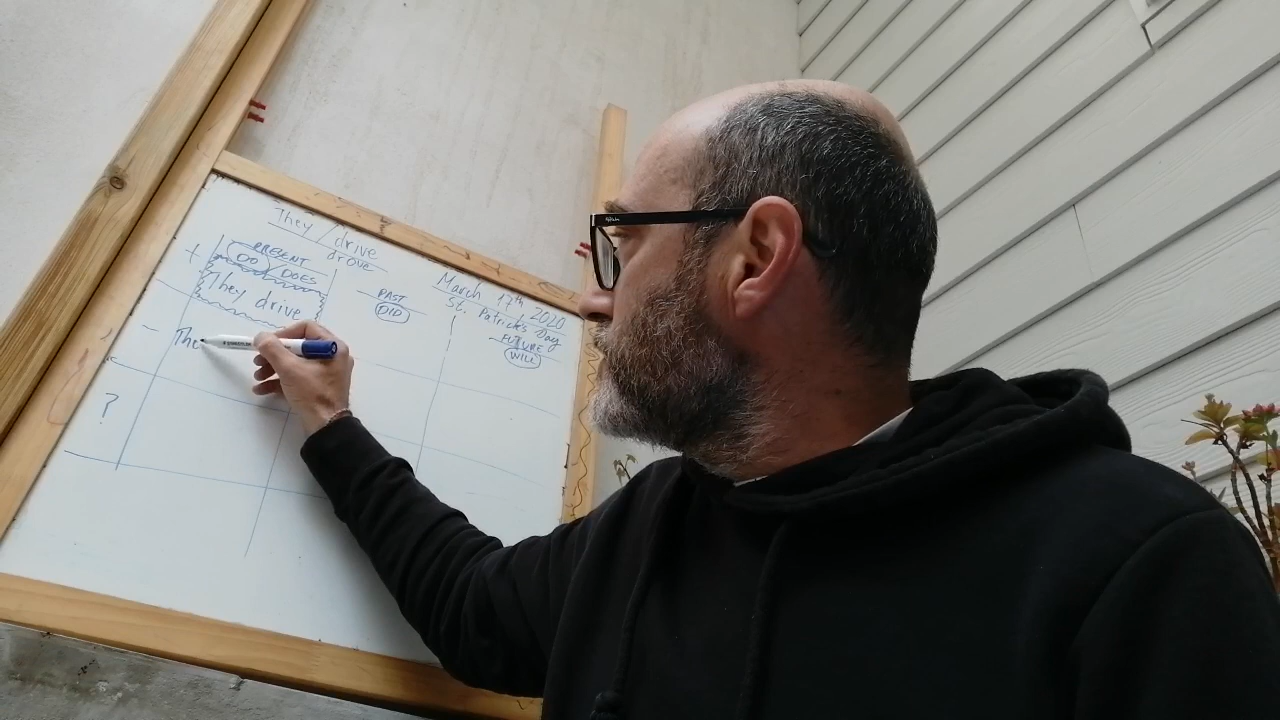 They / drive
drove
March 17th 2020
St. Patrick's Day
+
PRESENT
DO / DOES
They drive
PAST
DID
FUTURE
WILL
- The
?
STAEDTLER